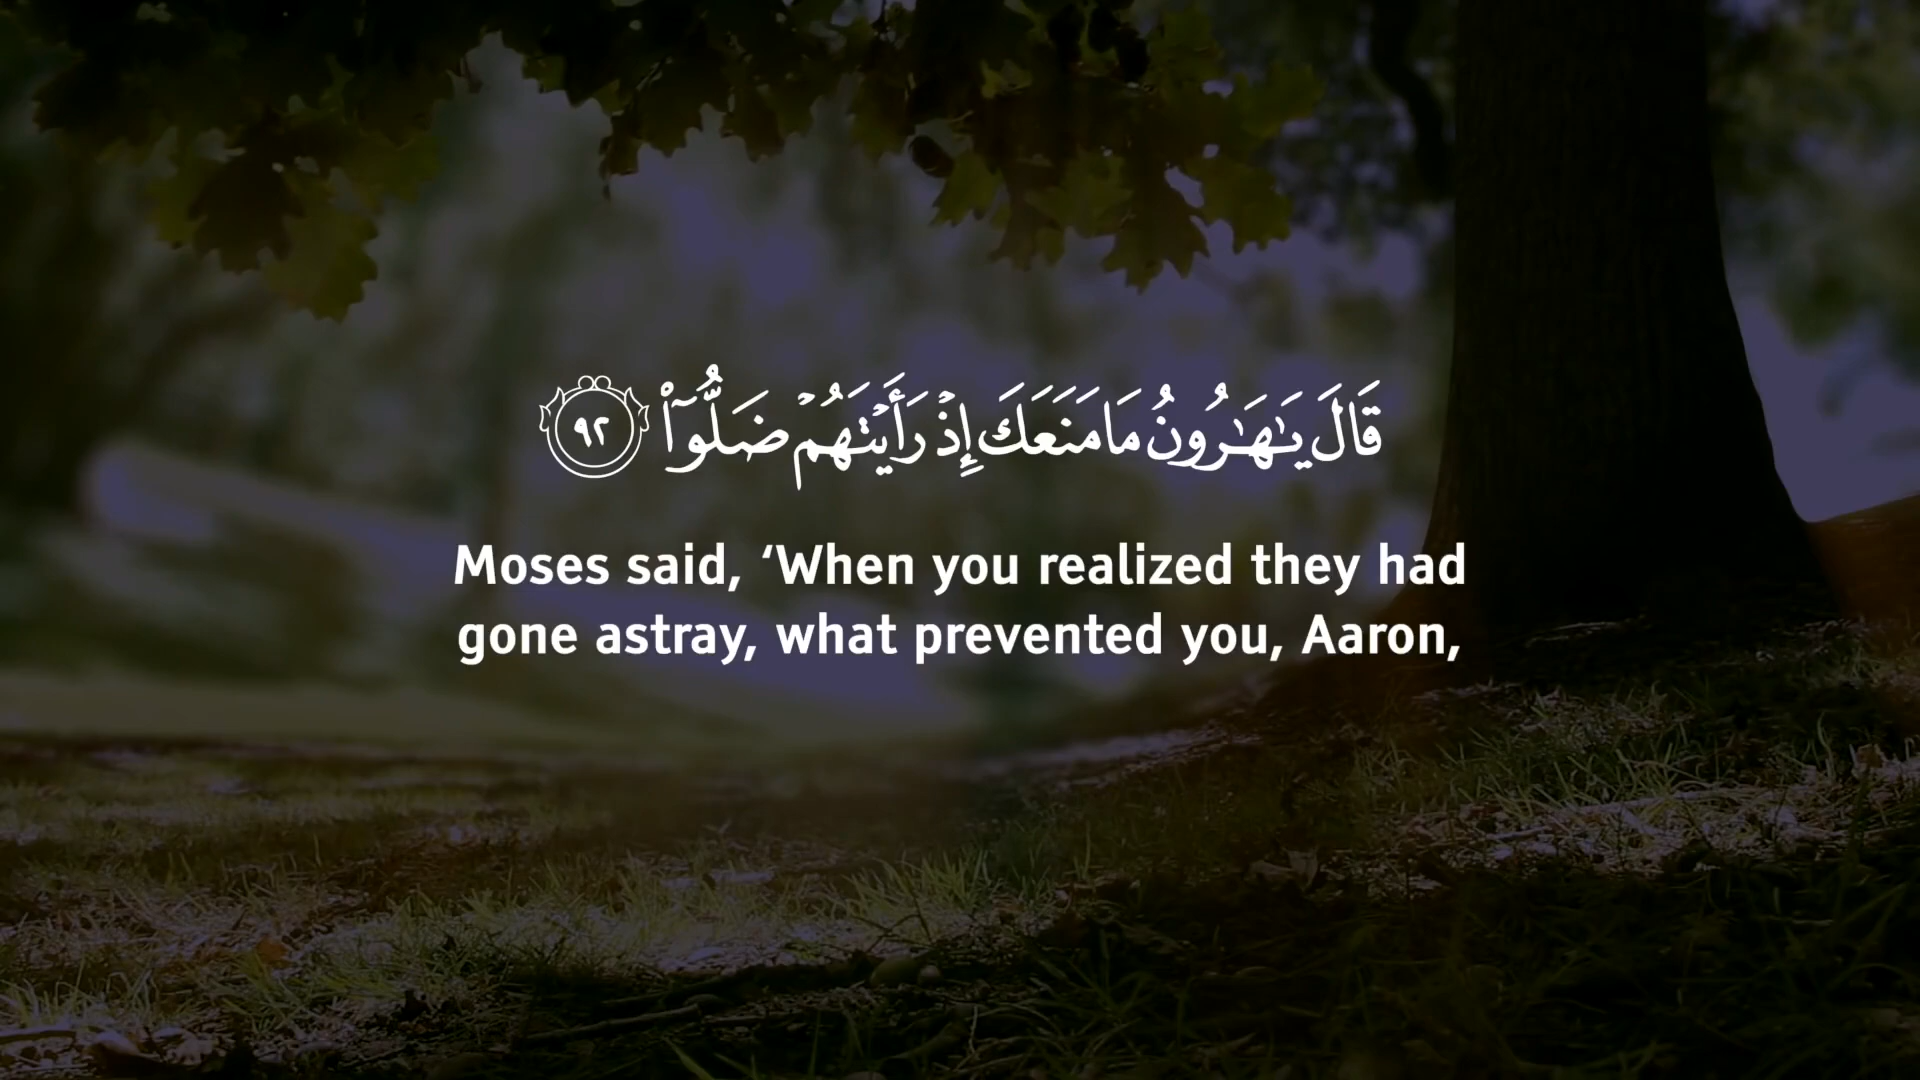 قَالَ يَـٰهَـٰرُونُ مَا مَنَعَكَ إِذْ رَأَيْتَهُمْ ضَلُّوٓا۟ ٩٢
Moses said, ‘When you realized they had
gone astray, what prevented you, Aaron,